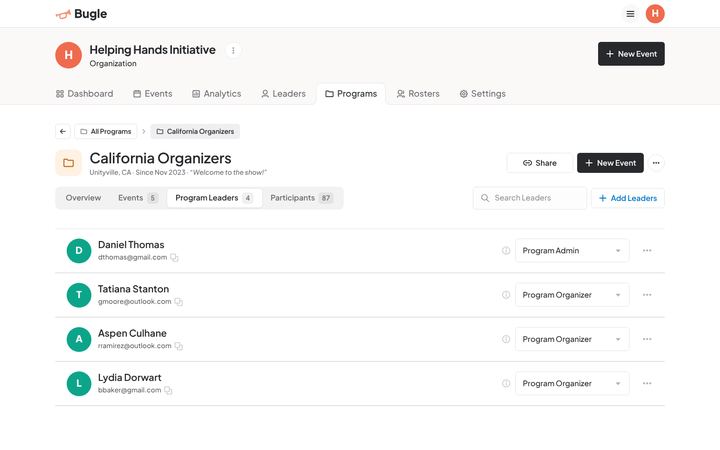 Bugle
H
H
Helping Hands Initiative
Organization
+ New Event
Dashboard Events Analytics Leaders Programs Rosters Settings
All Programs > California Organizers
California Organizers
Unityville, CA · Since Nov 2023 · "Welcome to the show!"
Share + New Event
Overview Events 5 Program Leaders 4 Participants 87
Search Leaders + Add Leaders
D
Daniel Thomas
dthomas@gmail.com
Program Admin
T
Tatiana Stanton
gmoore@outlook.com
Program Organizer
A
Aspen Culhane
rramirez@outlook.com
Program Organizer
L
Lydia Dorwart
bbaker@gmail.com
Program Organizer